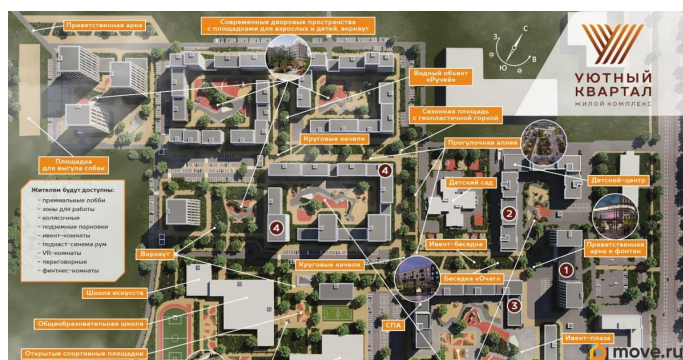 Приветственная арка
Современные дворовые пространства
с площадками для взрослых и детей, воркаут
З
С
Ю
В
УЮТНЫЙ
КВАРТАЛ
ЖИЛОЙ КОМПЛЕКС
Водный объект
«Ручей»
Сезонная площадь
с геопластичной горкой
Круговые качели
Прогулочная аллея
Площадка
для выгула собак
Детский сад
Детский-центр
4
2
Жителям будут доступны:
- премиальные лобби
- зоны для работы
- колясочные
- подземные парковки
- ивент-комнаты
- подкаст-синема рум
- VR-комнаты
- переговорные
- фитнес-комнаты
4
Ивент-беседка
Приветственная
арка и фонтан
Воркаут
Круговые качели
Беседка «Очаг»
1
Школа искусств
3
СПА
Общеобразовательная школа
Ивент-плаза
Открытые спортивные площадки
move.ru